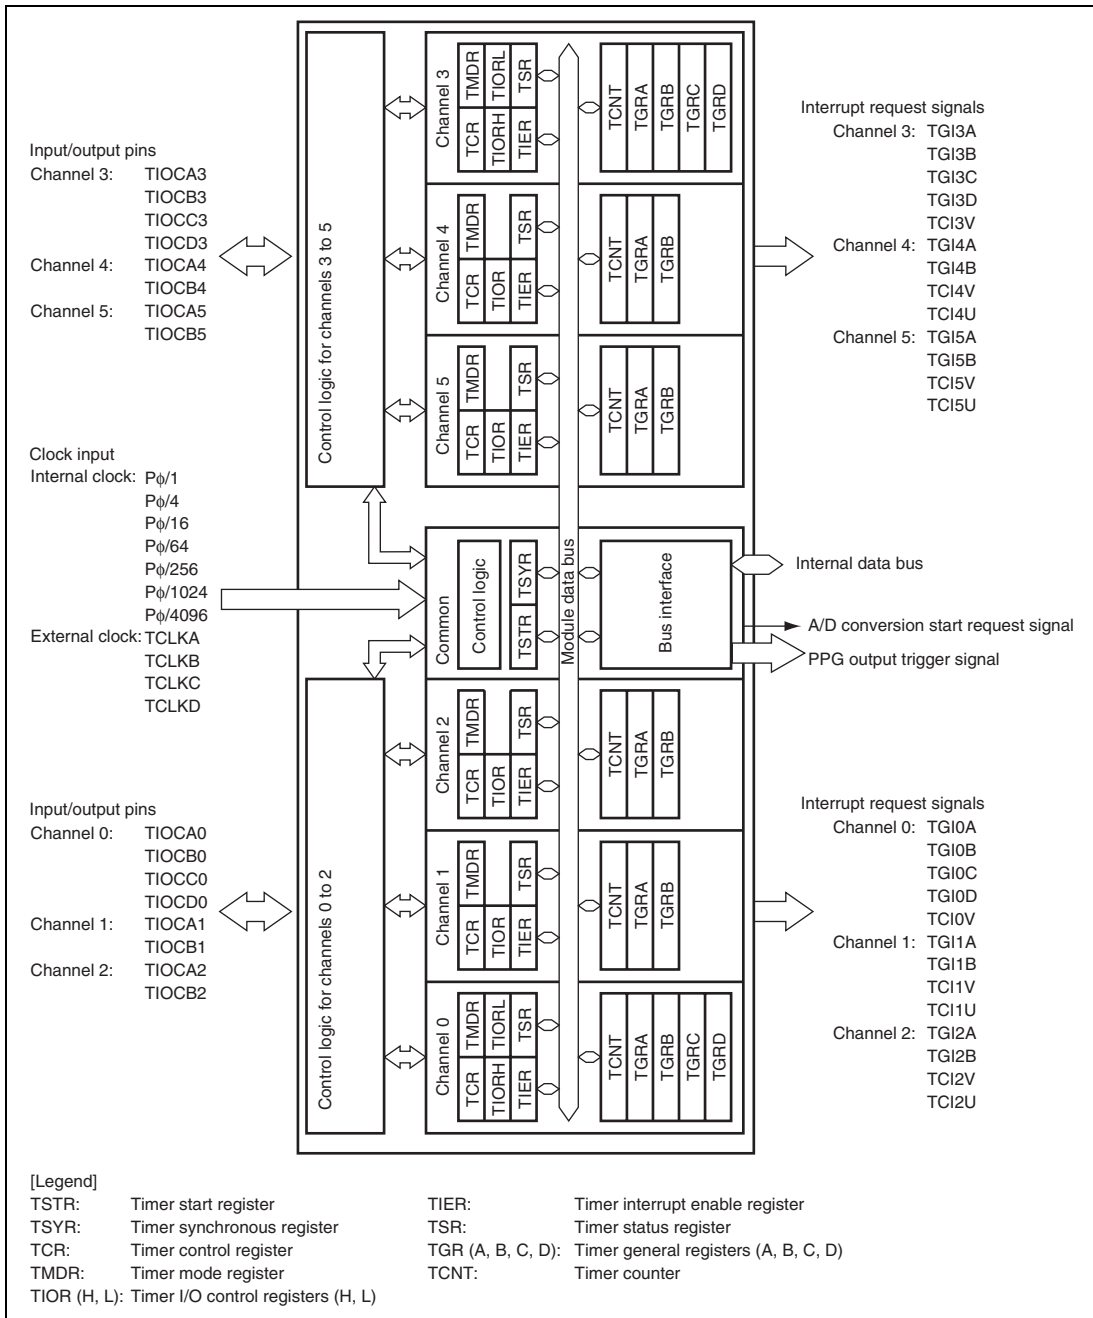 Input/output pins
Channel 3: TIOCA3
TIOCB3
TIOCC3
TIOCD3
Channel 4: TIOCA4
TIOCB4
Channel 5: TIOCA5
TIOCB5
Clock input
Internal clock: Pϕ/1
Pϕ/4
Pϕ/16
Pϕ/64
Pϕ/256
Pϕ/1024
Pϕ/4096
External clock: TCLKA
TCLKB
TCLKC
TCLKD
Input/output pins
Channel 0: TIOCA0
TIOCB0
TIOCC0
TIOCD0
Channel 1: TIOCA1
TIOCB1
Channel 2: TIOCA2
TIOCB2
Control logic for channels 3 to 5
Control logic for channels 0 to 2
Channel 3
TCR TMDR
TIORH TIORL
TIER TSR
TCNT
TGRA
TGRB
TGRC
TGRD
Channel 4
TCR TMDR
TIOR
TIER TSR
TCNT
TGRA
TGRB
Channel 5
TCR TMDR
TIOR
TIER TSR
TCNT
TGRA
TGRB
Common
Control logic
TSTR TSYR
Module data bus
Bus interface
Channel 2
TCR TMDR
TIOR
TIER TSR
TCNT
TGRA
TGRB
Channel 1
TCR TMDR
TIOR
TIER TSR
TCNT
TGRA
TGRB
Channel 0
TCR TMDR
TIORH TIORL
TIER TSR
TCNT
TGRA
TGRB
TGRC
TGRD
Interrupt request signals
Channel 3: TGI3A
TGI3B
TGI3C
TGI3D
TCI3V
Channel 4: TGI4A
TGI4B
TCI4V
TCI4U
Channel 5: TGI5A
TGI5B
TCI5V
TCI5U
Internal data bus
A/D conversion start request signal
PPG output trigger signal
Interrupt request signals
Channel 0: TGI0A
TGI0B
TGI0C
TGI0D
TCI0V
Channel 1: TGI1A
TGI1B
TCI1V
TCI1U
Channel 2: TGI2A
TGI2B
TCI2V
TCI2U
[Legend]
TSTR: Timer start register
TSYR: Timer synchronous register
TCR: Timer control register
TMDR: Timer mode register
TIOR (H, L): Timer I/O control registers (H, L)
TIER: Timer interrupt enable register
TSR: Timer status register
TGR (A, B, C, D): Timer general registers (A, B, C, D)
TCNT: Timer counter